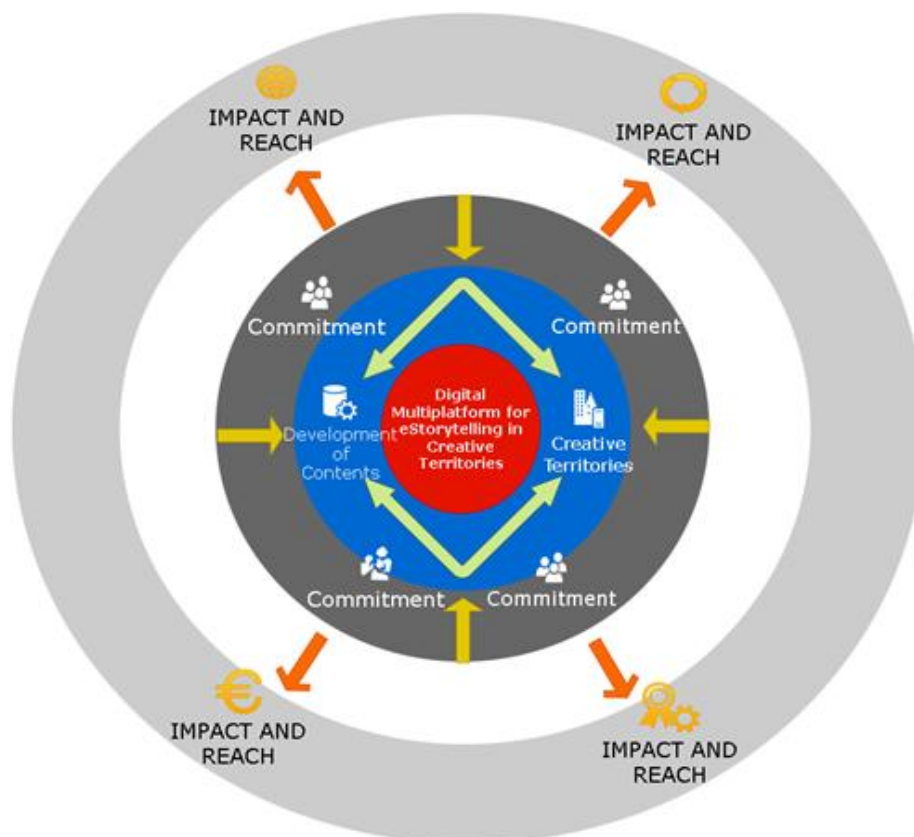 IMPACT AND
REACH
IMPACT AND
REACH
Commitment
Commitment
Digital
Multiplatform for
eStorytelling in
Creative
Territories
Development
of
Contents
Creative
Territories
Commitment
Commitment
IMPACT AND
REACH
IMPACT AND
REACH